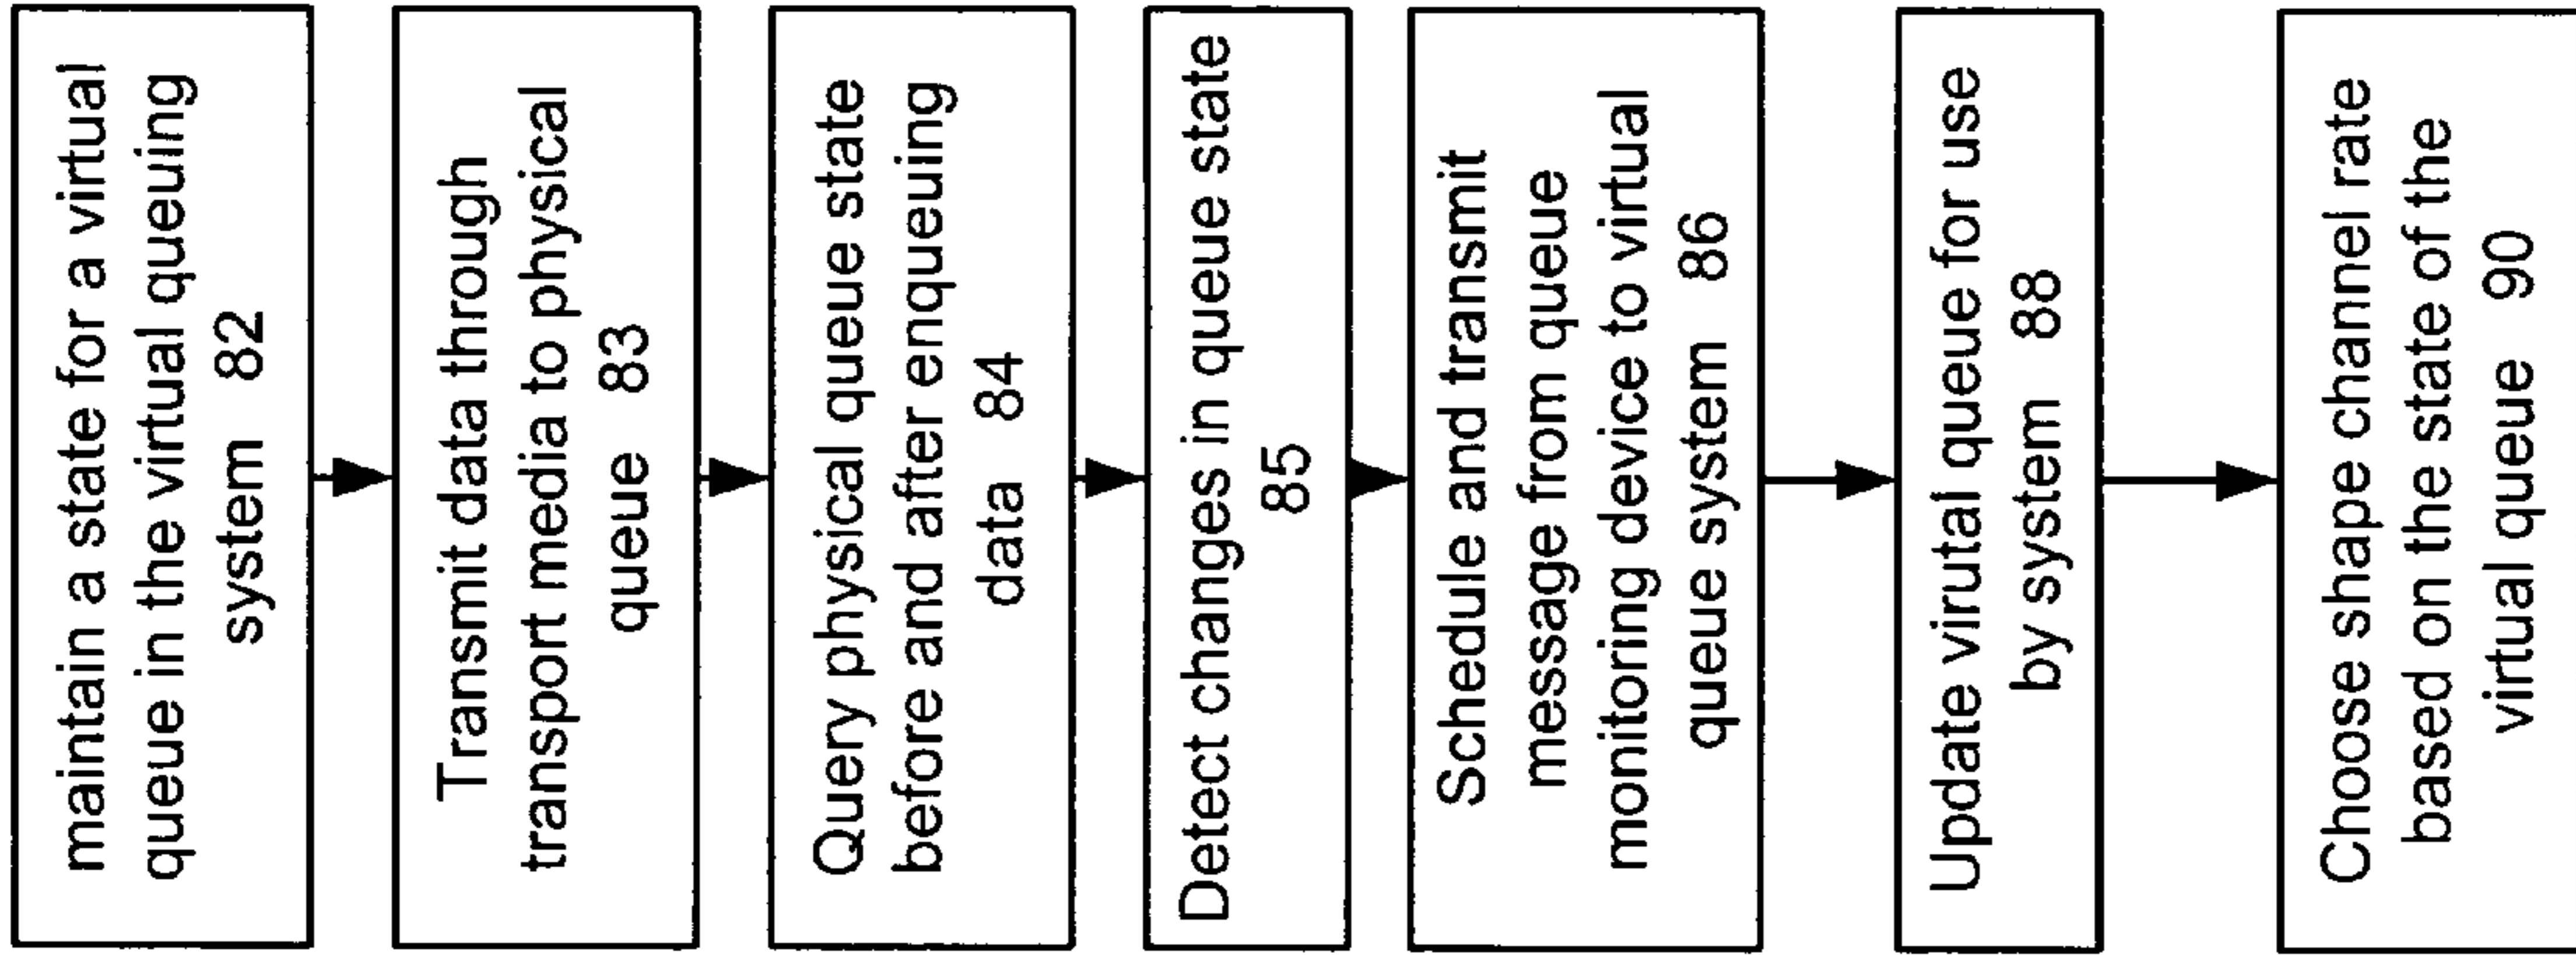 maintain a state for a virtual
queue in the virtual queuing
system 82
Transmit data through
transport media to physical
queue 83
Query physical queue state
before and after enqueuing
data 84
Detect changes in queue state
85
Schedule and transmit
message from queue
monitoring device to virtual
queue system 86
Update virutal queue for use
by system 88
Choose shape channel rate
based on the state of the
virtual queue 90